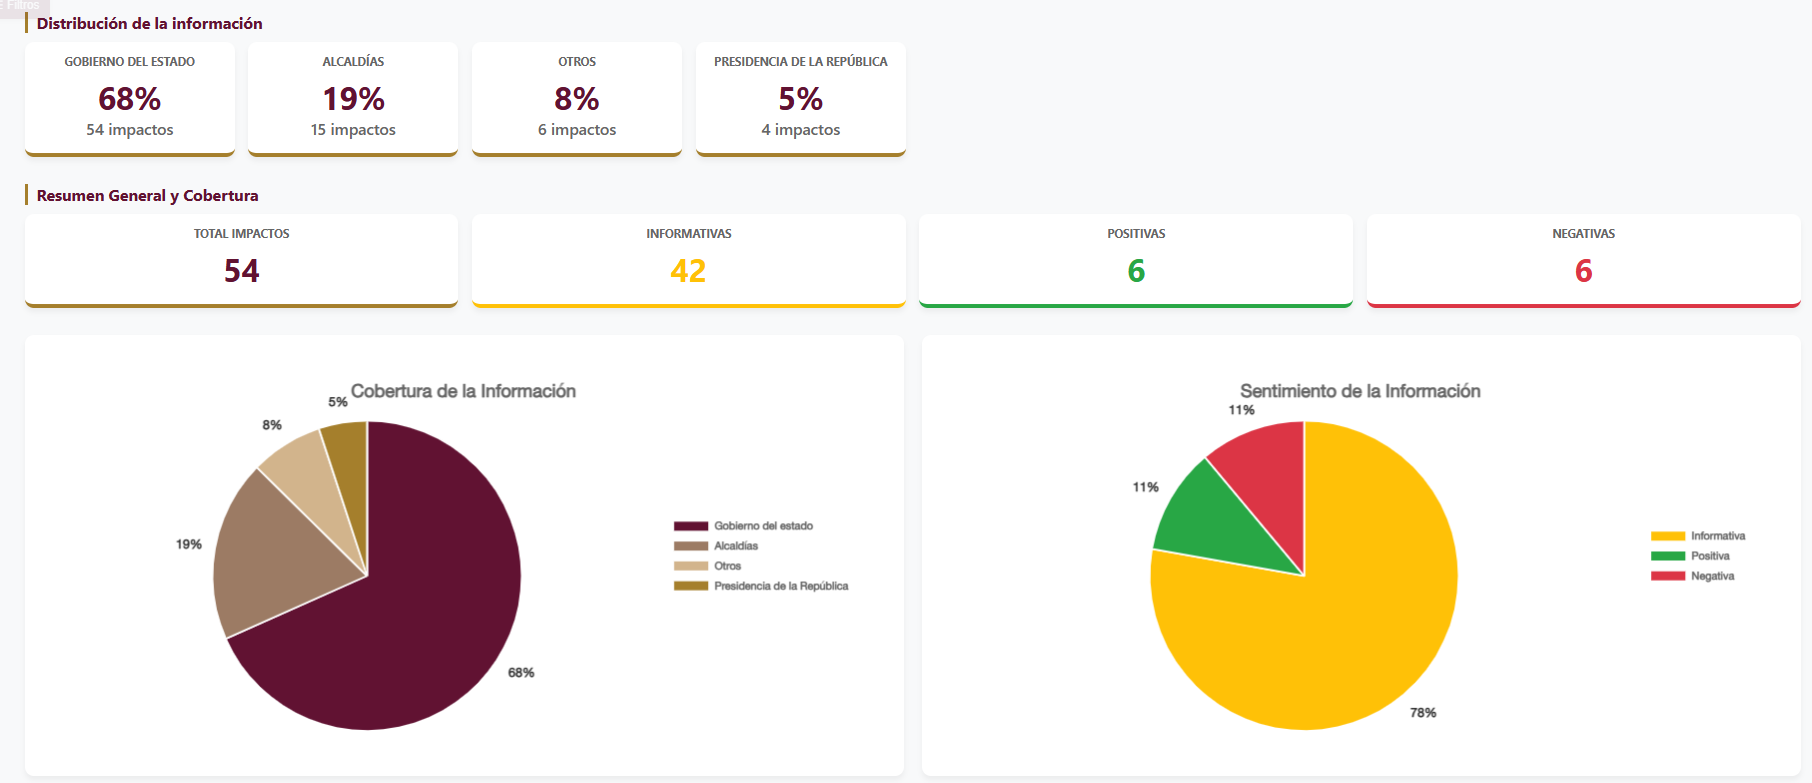 E Filtros
Distribución de la información
GOBIERNO DEL ESTADO
68%
54 impactos
ALCALDÍAS
19%
15 impactos
OTROS
8%
6 impactos
PRESIDENCIA DE LA REPÚBLICA
5%
4 impactos
Resumen General y Cobertura
TOTAL IMPACTOS
54
INFORMATIVAS
42
POSITIVAS
6
NEGATIVAS
6
Cobertura de la Información
5%
8%
19%
68%
Gobierno del estado
Alcaldías
Otros
Presidencia de la República
Sentimiento de la Información
11%
11%
78%
Informativa
Positiva
Negativa